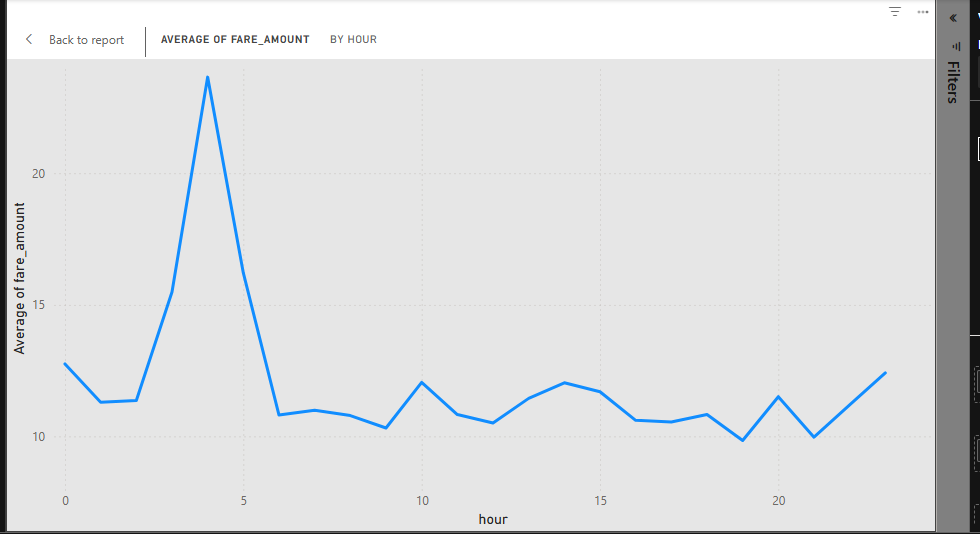 Back to report
AVERAGE OF FARE_AMOUNT
BY HOUR
Filters
Average of fare_amount
20
15
10
0
5
10
15
20
hour